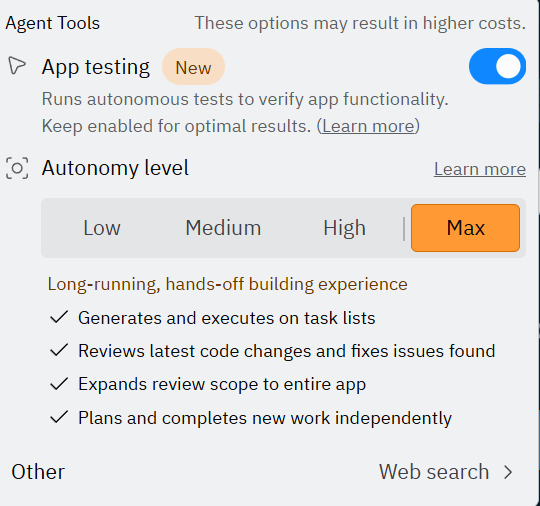 Agent Tools These options may result in higher costs.
App testing New
Runs autonomous tests to verify app functionality.
Keep enabled for optimal results. (Learn more)
Autonomy level Learn more
Low Medium High Max
Long-running, hands-off building experience
Generates and executes on task lists
Reviews latest code changes and fixes issues found
Expands review scope to entire app
Plans and completes new work independently
Other Web search